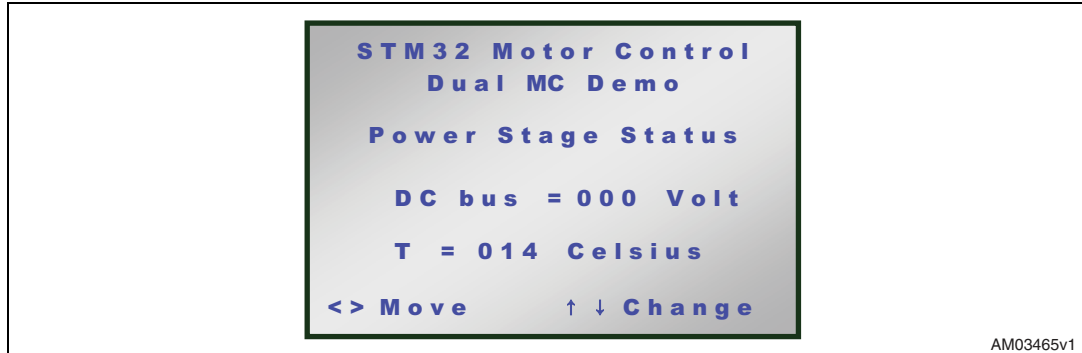 STM32 Motor Control
Dual MC Demo
Power Stage Status
DC bus = 000 Volt
T = 014 Celsius
<> Move ↑ ↓ Change
AM03465v1